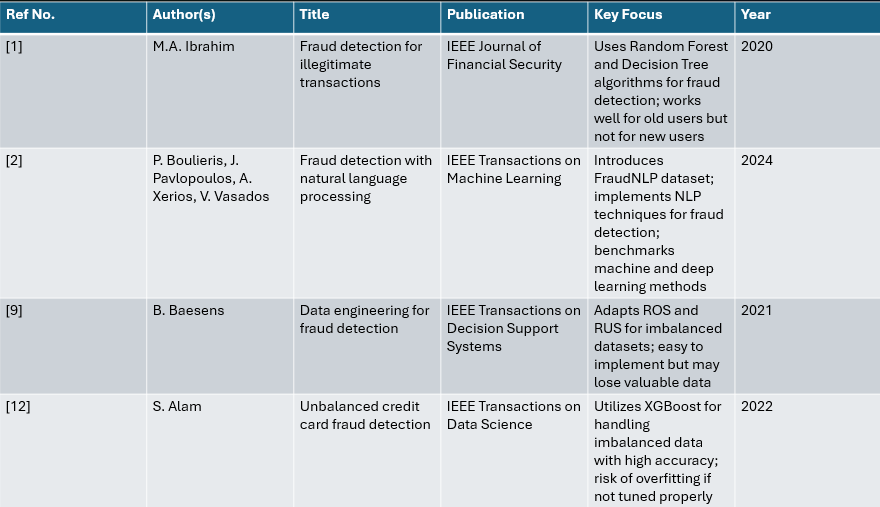 Ref No.
Author(s)
Title
Publication
Key Focus
Year
[1]
M.A. Ibrahim
Fraud detection for
illegitimate
transactions
IEEE Journal of
Financial Security
Uses Random Forest
and Decision Tree
algorithms for fraud
detection; works
well for old users but
not for new users
2020
[2]
P. Boulieris, J.
Pavlopoulos, A.
Xerios, V. Vasados
Fraud detection with
natural language
processing
IEEE Transactions on
Machine Learning
Introduces
FraudNLP dataset;
implements NLP
techniques for fraud
detection;
benchmarks
machine and deep
learning methods
2024
[9]
B. Baesens
Data engineering for
fraud detection
IEEE Transactions on
Decision Support
Systems
Adapts ROS and
RUS for imbalanced
datasets; easy to
implement but may
lose valuable data
2021
[12]
S. Alam
Unbalanced credit
card fraud detection
IEEE Transactions on
Data Science
Utilizes XGBoost for
handling
imbalanced data
with high accuracy;
risk of overfitting if
not tuned properly
2022